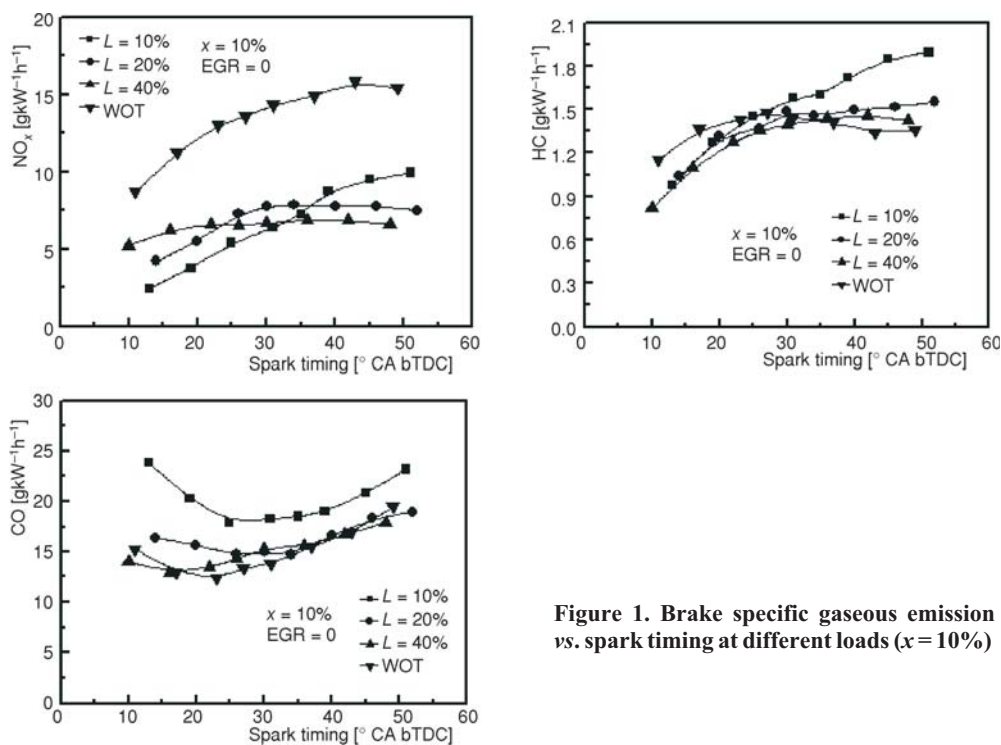 20
15
10
5
0
NOₓ [gkW⁻¹h⁻¹]
L = 10%
L = 20%
L = 40%
WOT
x = 10%
EGR = 0
0 10 20 30 40 50 60
Spark timing [° CA bTDC]
2.1
1.8
1.5
1.2
0.9
0.6
0.3
0.0
HC [gkW⁻¹h⁻¹]
x = 10%
EGR = 0
L = 10%
L = 20%
L = 40%
WOT
0 10 20 30 40 50 60
Spark timing [° CA bTDC]
30
25
20
15
10
5
0
CO [gkW⁻¹h⁻¹]
x = 10%
EGR = 0
L = 10%
L = 20%
L = 40%
WOT
0 10 20 30 40 50 60
Spark timing [° CA bTDC]
Figure 1. Brake specific gaseous emission
vs. spark timing at different loads (x = 10%)